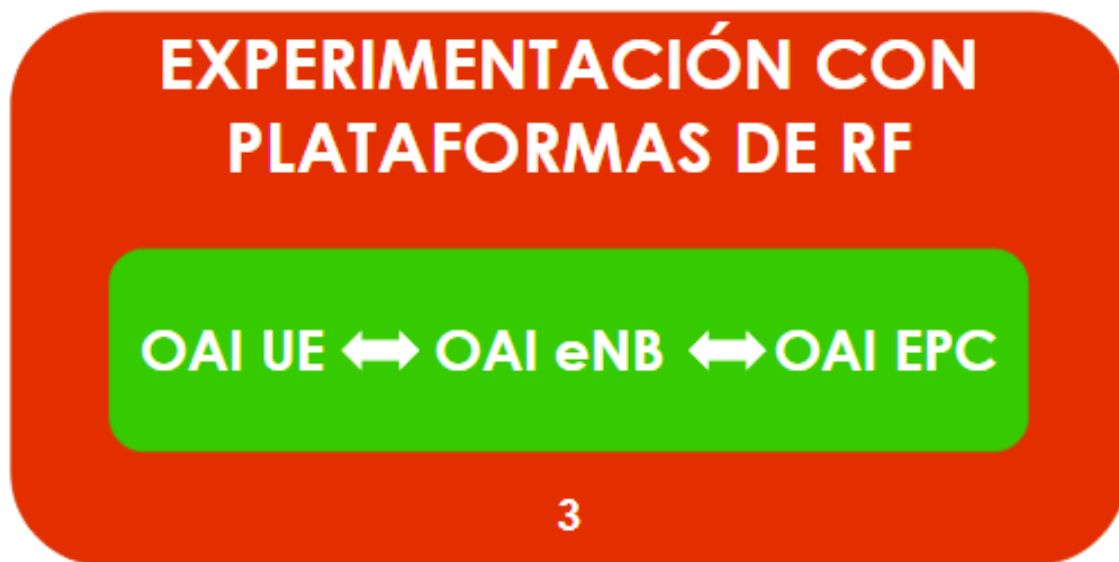 EXPERIMENTACIÓN CON
PLATAFORMAS DE RF
OAI UE ⬌ OAI eNB ⬌ OAI EPC
3